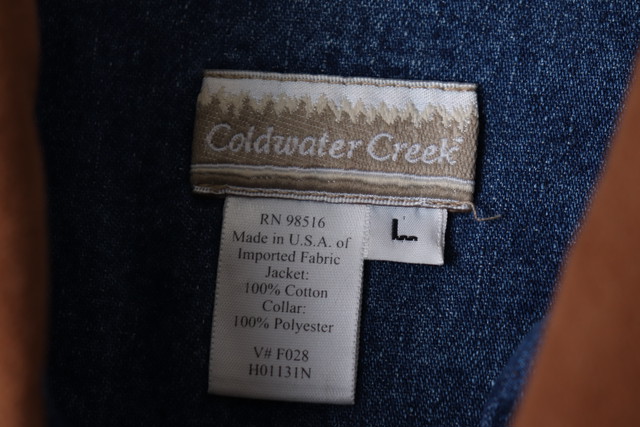 Coldwater Creek
L
RN 98516
Made in U.S.A. of
Imported Fabric
Jacket:
100% Cotton
Collar:
100% Polyester
V# F028
H01131N